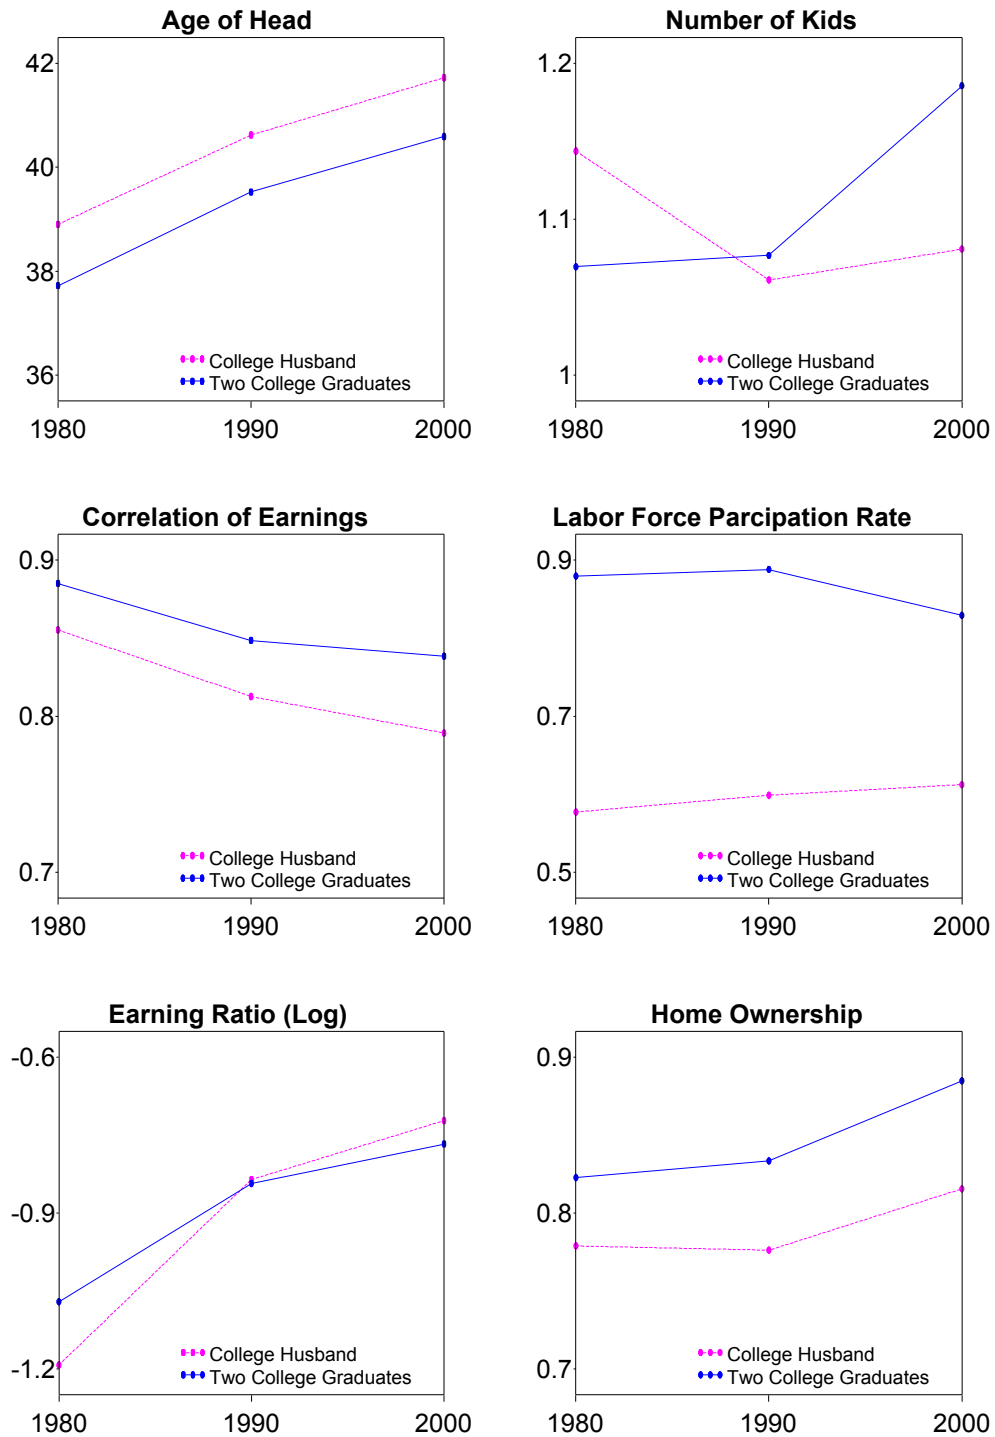 Age of Head
42
40
38
36
College Husband
Two College Graduates
1980 1990 2000
Number of Kids
1.2
1.1
1
College Husband
Two College Graduates
1980 1990 2000
Correlation of Earnings
0.9
0.8
0.7
College Husband
Two College Graduates
1980 1990 2000
Labor Force Parcipation Rate
0.9
0.7
0.5
College Husband
Two College Graduates
1980 1990 2000
Earning Ratio (Log)
-0.6
-0.9
-1.2
College Husband
Two College Graduates
1980 1990 2000
Home Ownership
0.9
0.8
0.7
College Husband
Two College Graduates
1980 1990 2000